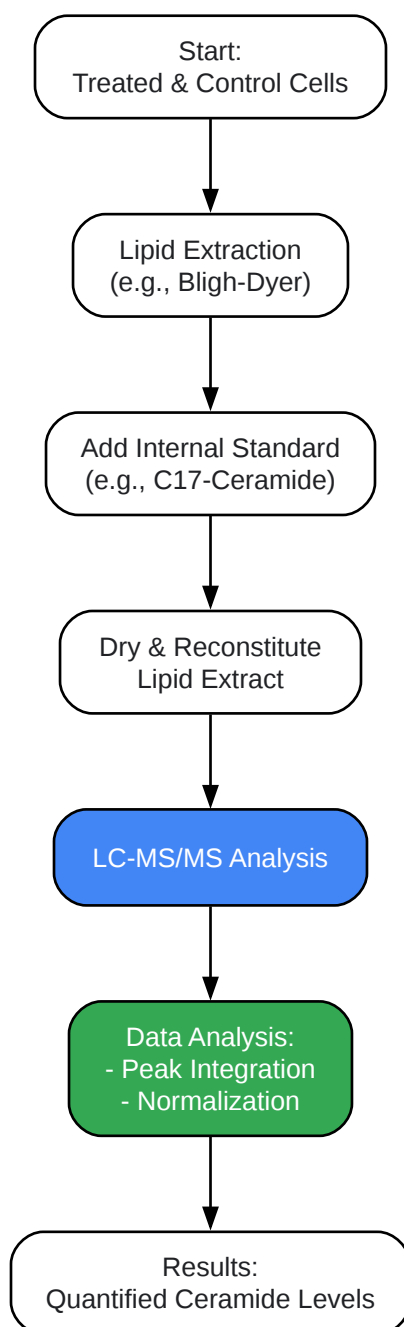 Start:
Treated & Control Cells
Lipid Extraction
(e.g., Bligh-Dyer)
Add Internal Standard
(e.g., C17-Ceramide)
Dry & Reconstitute
Lipid Extract
LC-MS/MS Analysis
Data Analysis:
- Peak Integration
- Normalization
Results:
Quantified Ceramide Levels